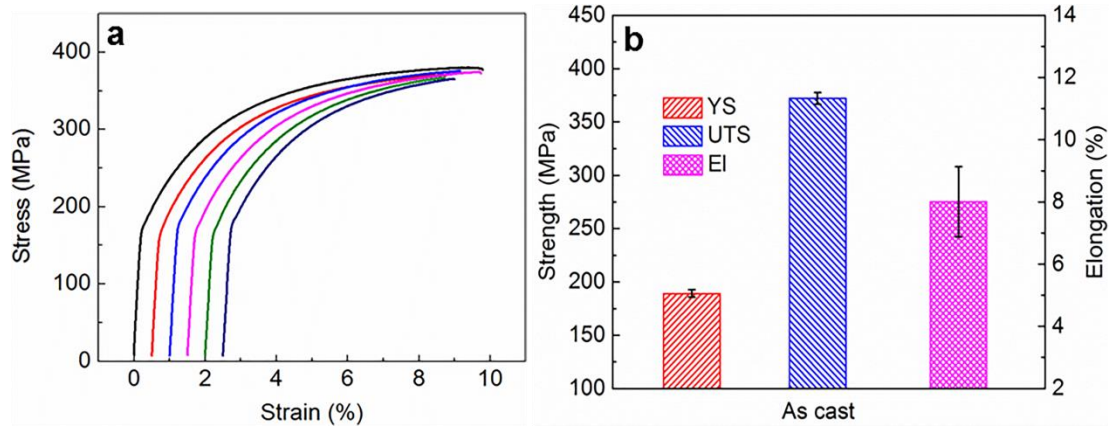 a
400
300
200
100
0
Stress (MPa)
0 2 4 6 8 10
Strain (%)
b
450
400
350
300
250
200
150
100
Strength (MPa)
YS
UTS
El
14
12
10
8
6
4
2
Elongation (%)
As cast